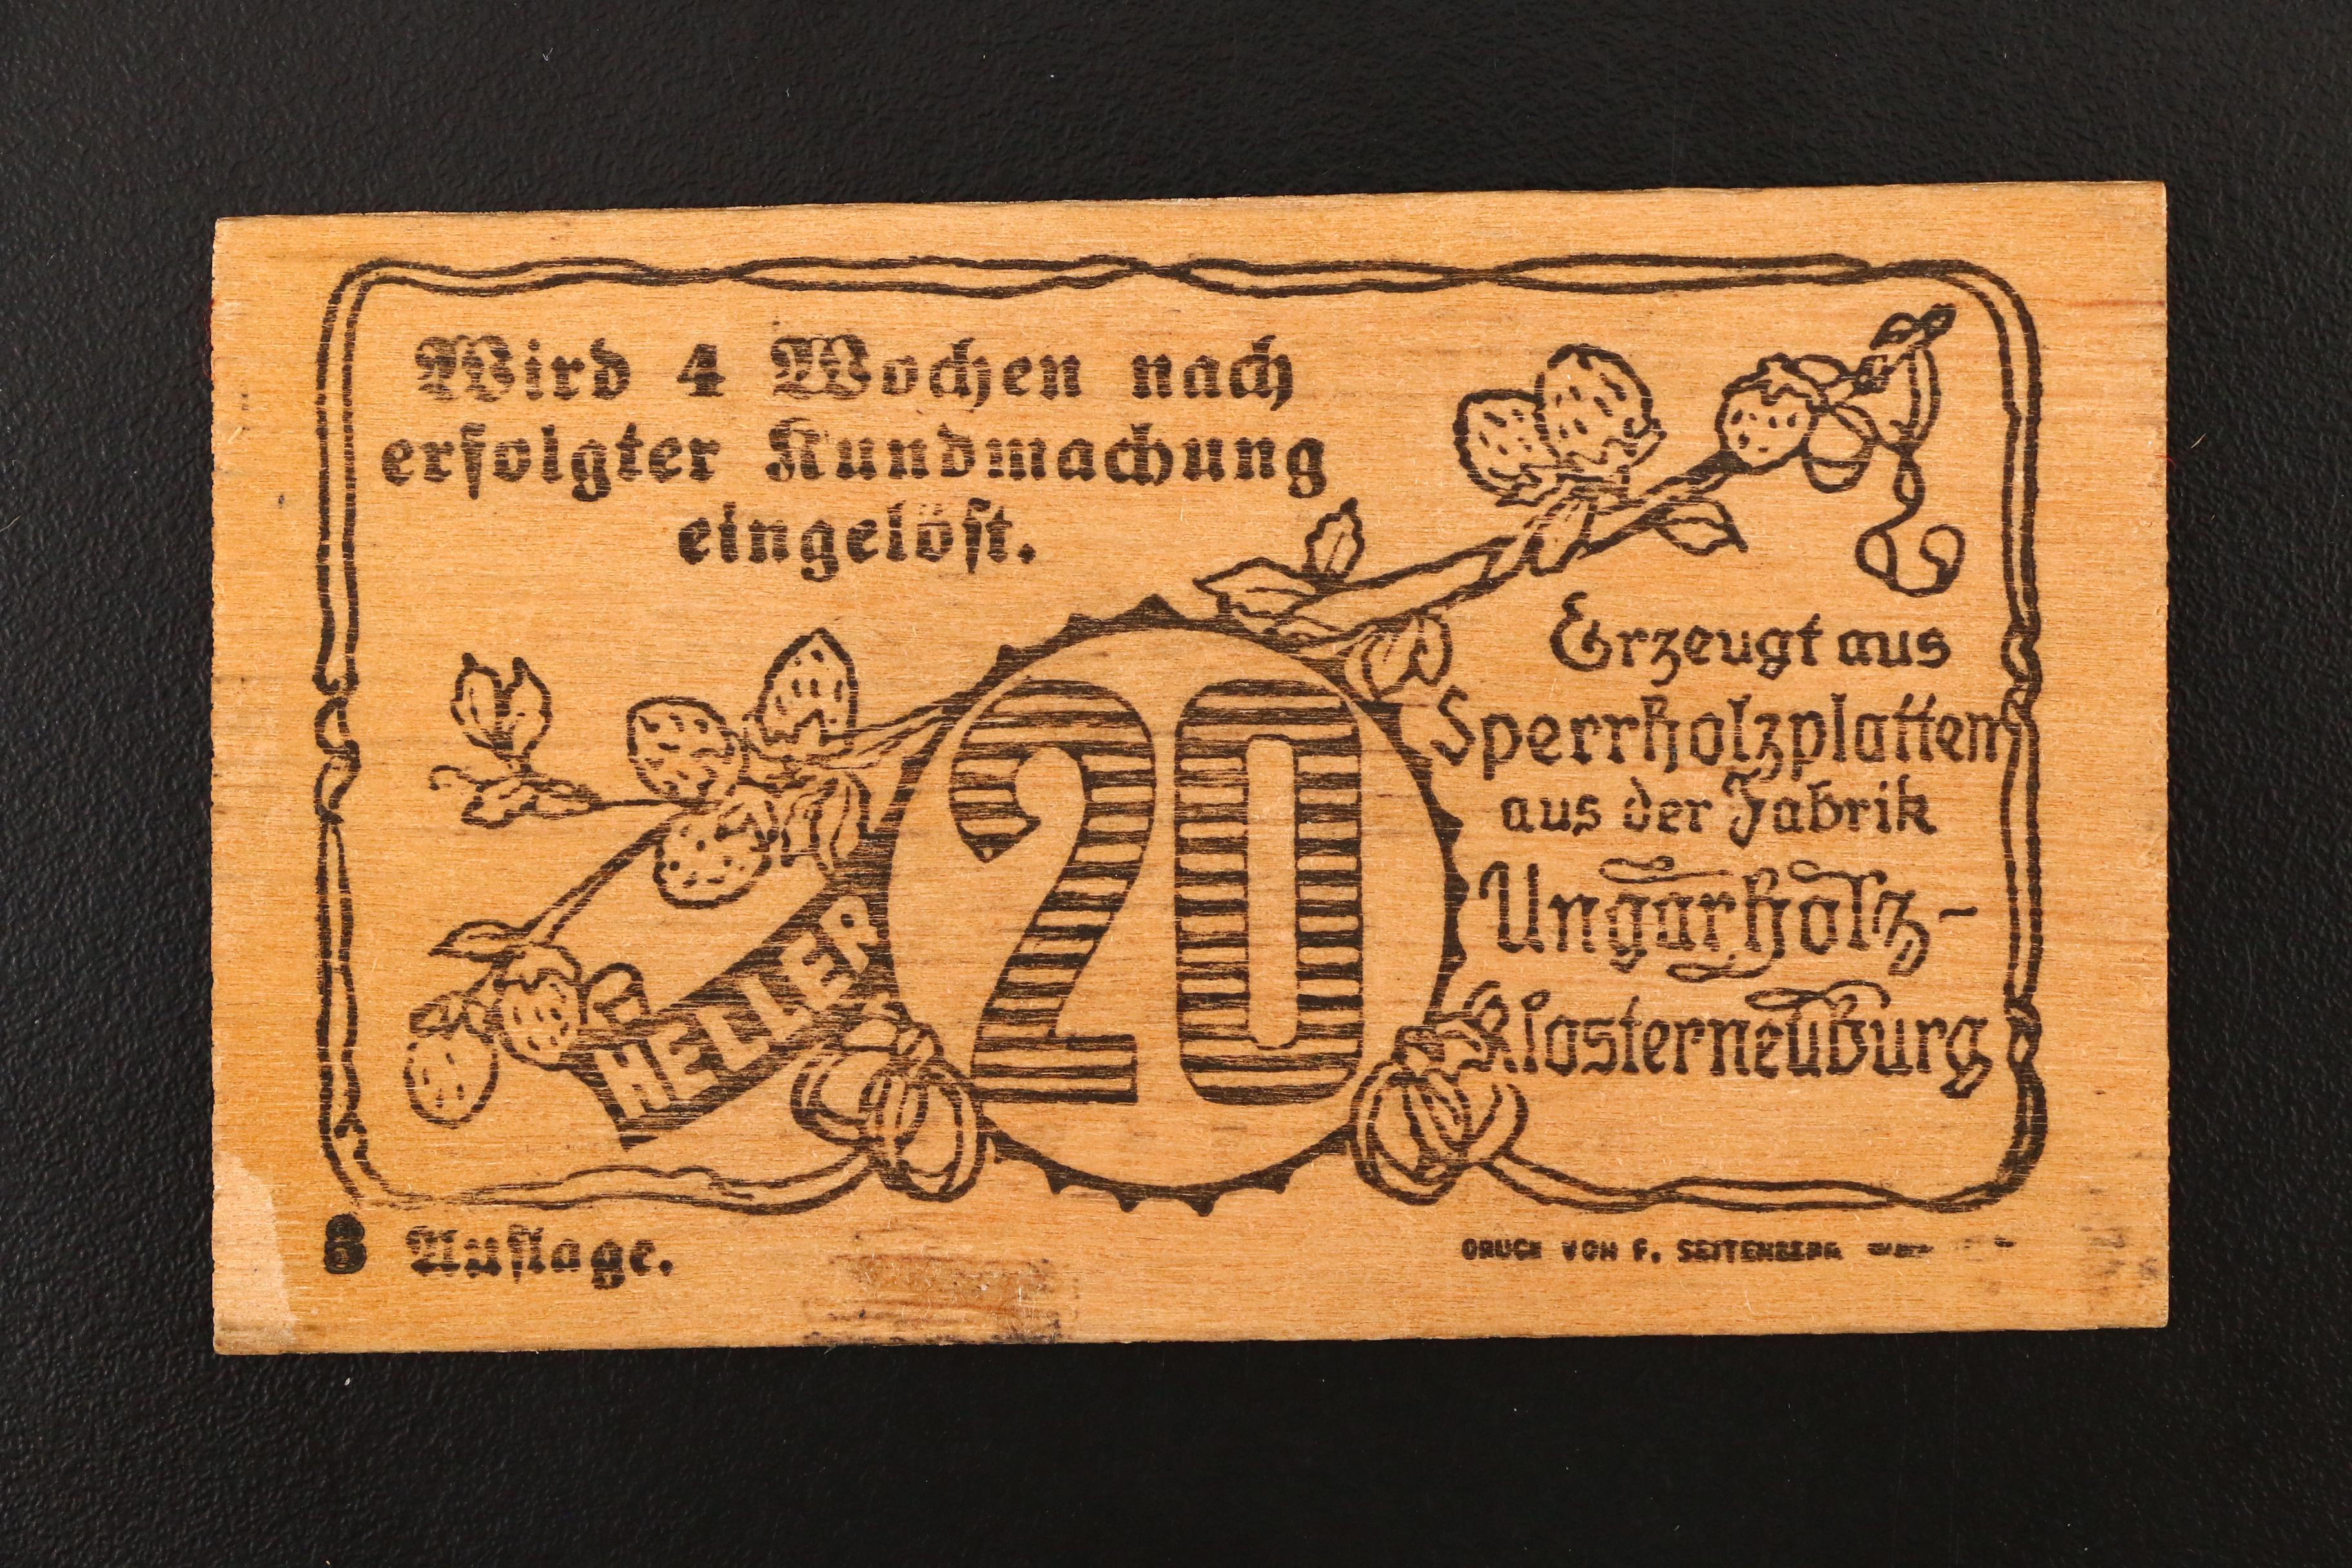 Wird 4 Wochen nach
erfolgter Kundmachung
eingelöst.
Erzeugt aus
Sperrholzplatten
aus der Fabrik
Ungarholz-
Klosterneuburg
20
HELLER
Auflage.
DRUCK VON F. SEITENBERG